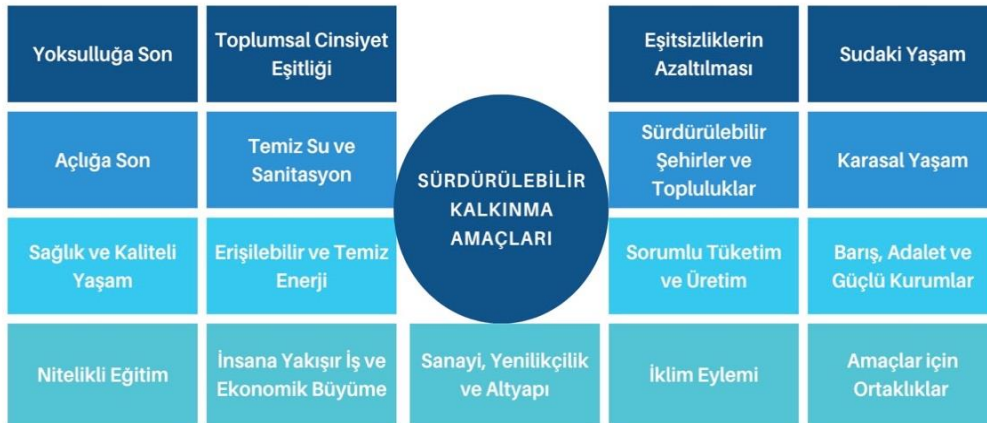 Yoksulluğa Son
Toplumsal Cinsiyet
Eşitliği
Eşitsizliklerin
Azaltılması
Sudaki Yaşam
Açlığa Son
Temiz Su ve
Sanitasyon
SÜRDÜRÜLEBİLİR
KALKINMA
AMAÇLARI
Sürdürülebilir
Şehirler ve
Topluluklar
Karasal Yaşam
Sağlık ve Kaliteli
Yaşam
Erişilebilir ve Temiz
Enerji
Sorumlu Tüketim
ve Üretim
Barış, Adalet ve
Güçlü Kurumlar
Nitelikli Eğitim
İnsana Yakışır İş ve
Ekonomik Büyüme
Sanayi, Yenilikçilik
ve Altyapı
İklim Eylemi
Amaçlar için
Ortaklıklar